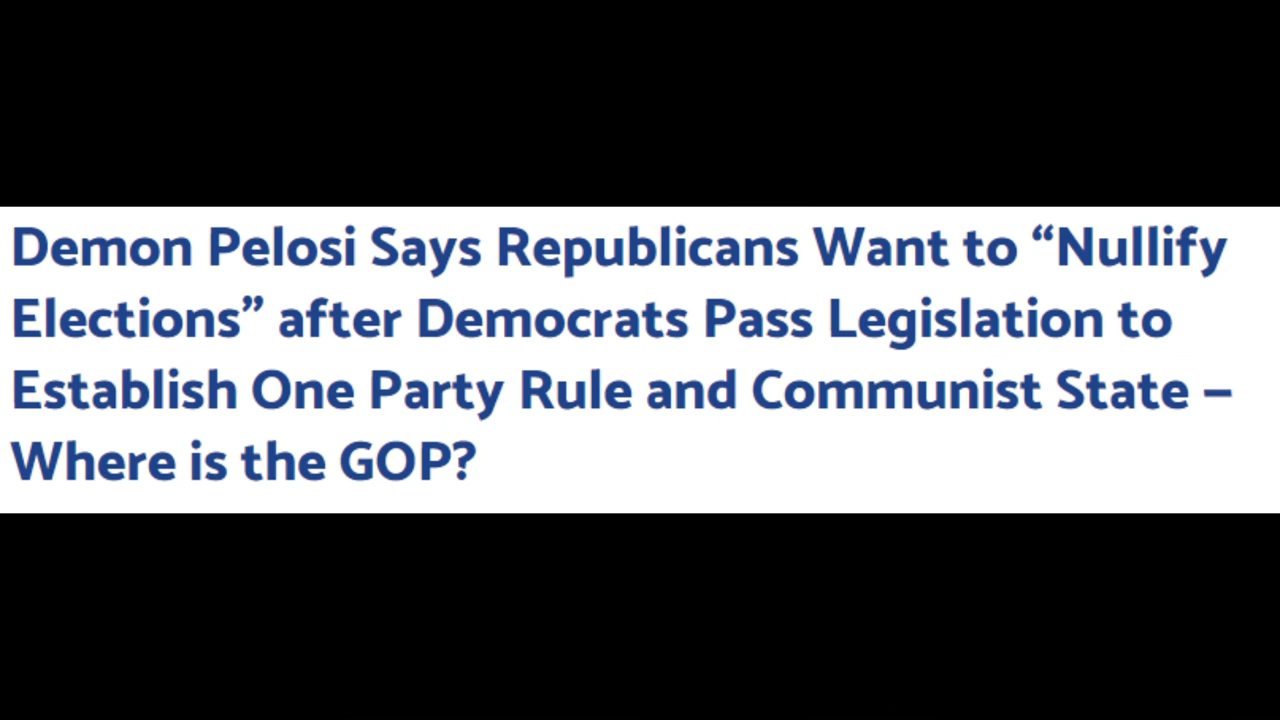 Demon Pelosi Says Republicans Want to “Nullify
Elections” after Democrats Pass Legislation to
Establish One Party Rule and Communist State –
Where is the GOP?